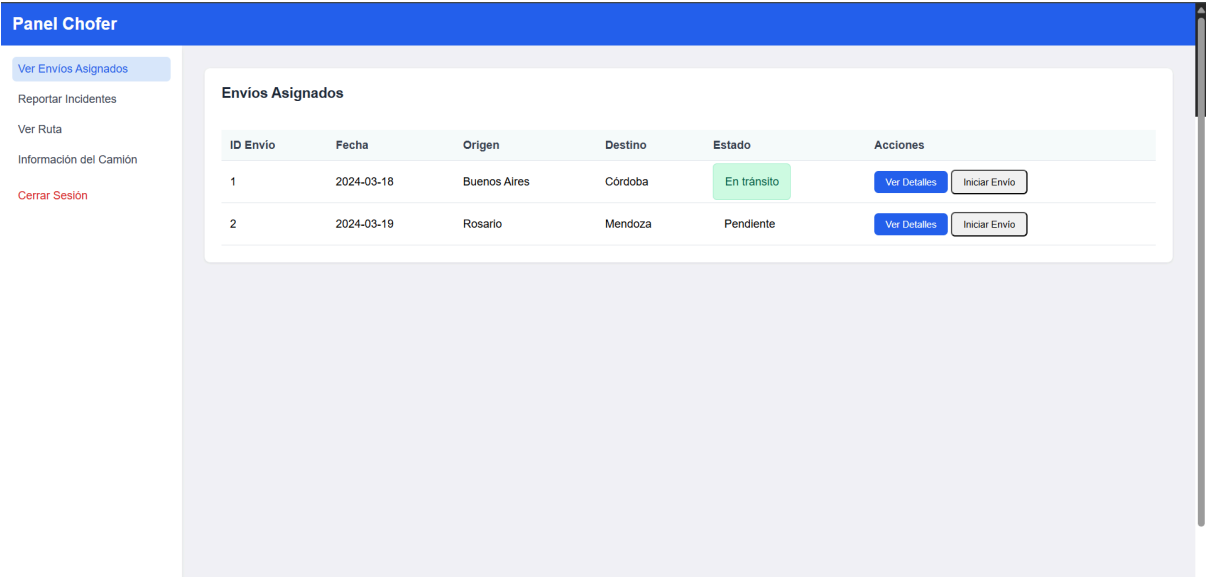 Panel Chofer
Ver Envíos Asignados
Reportar Incidentes
Ver Ruta
Información del Camión
Cerrar Sesión
Envíos Asignados
ID Envío Fecha Origen Destino Estado Acciones
1 2024-03-18 Buenos Aires Córdoba En tránsito Ver Detalles Iniciar Envío
2 2024-03-19 Rosario Mendoza Pendiente Ver Detalles Iniciar Envío